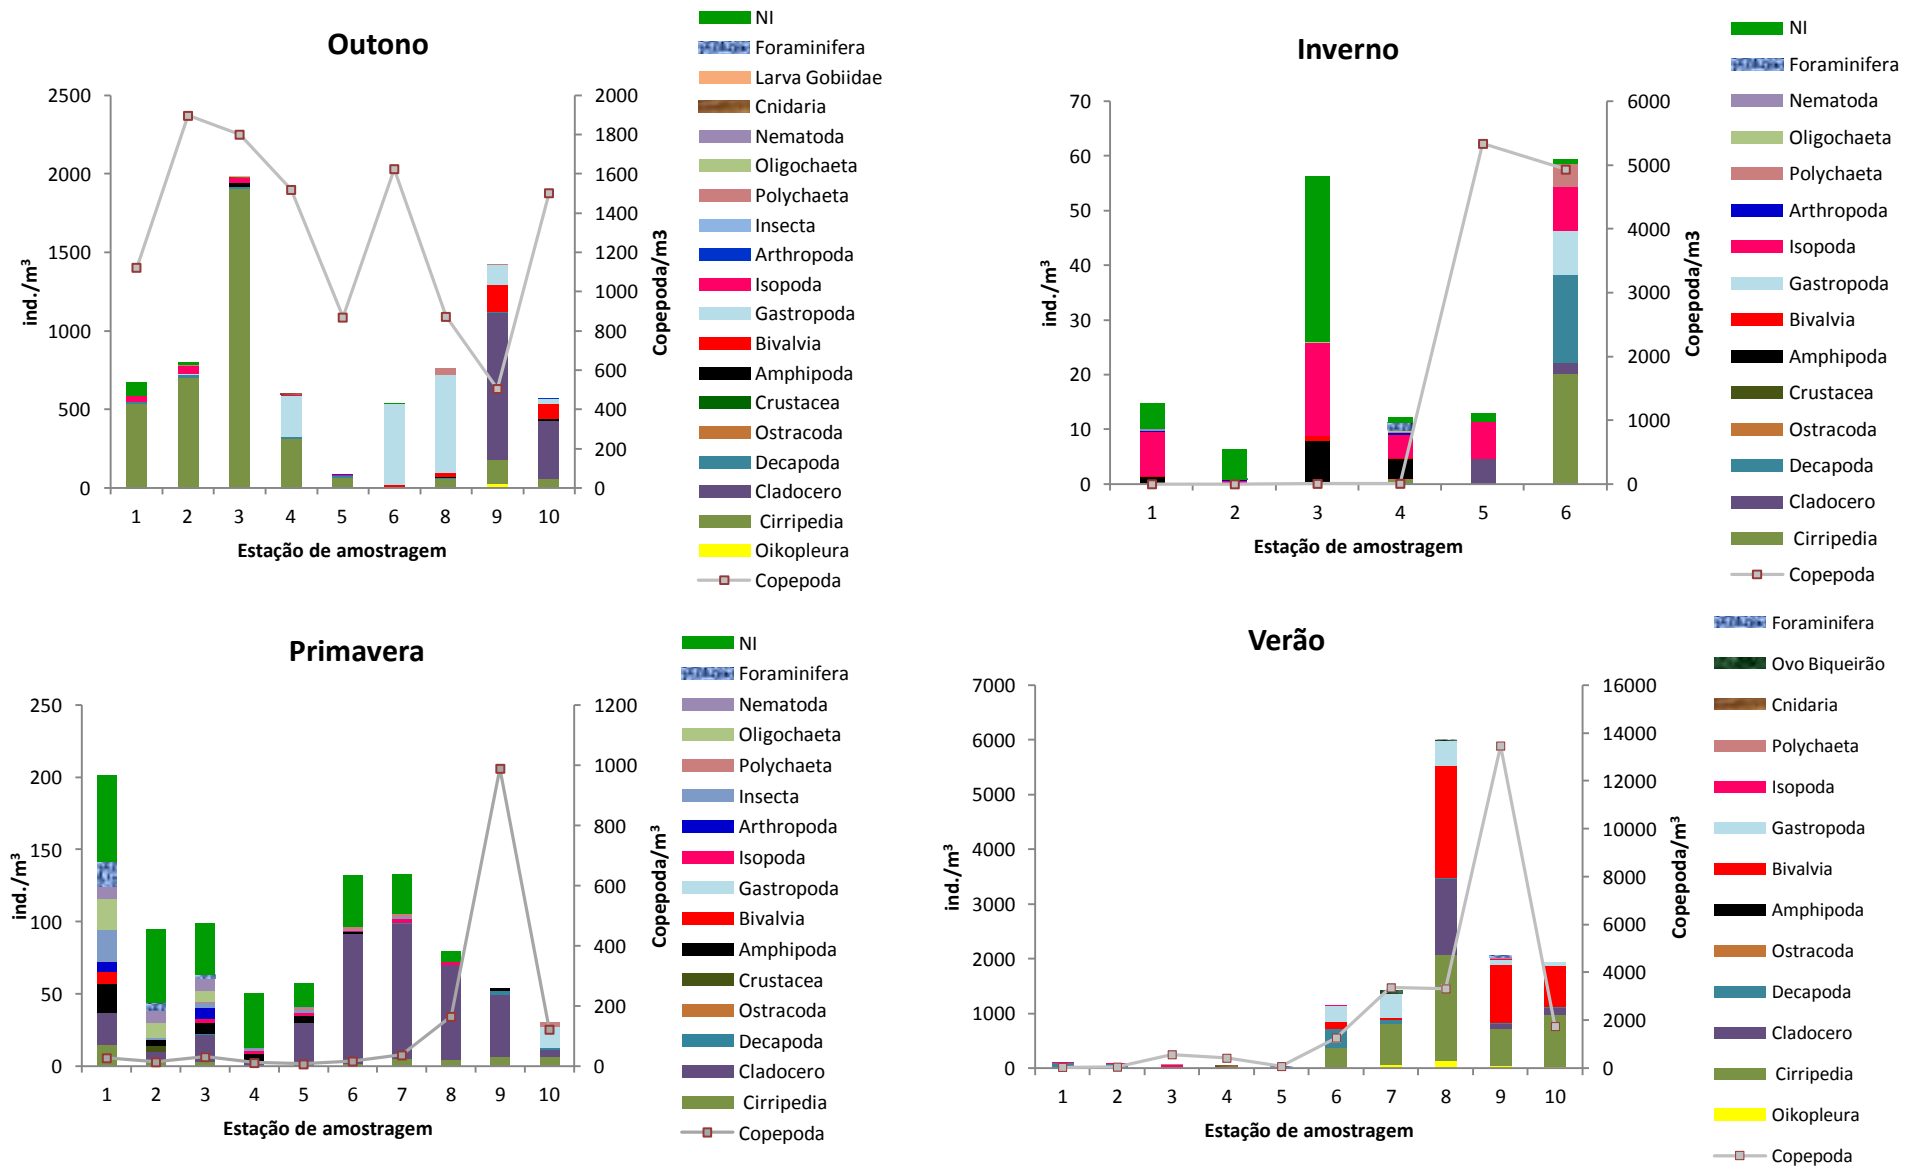 Outono
2500
2000
1500
1000
500
0
2000
1800
1600
1400
1200
1000
800
600
400
200
0
ind./m³
Copepoda/m3
1 2 3 4 5 6 8 9 10
Estação de amostragem
NI
Foraminifera
Larva Gobiidae
Cnidaria
Nematoda
Oligochaeta
Polychaeta
Insecta
Arthropoda
Isopoda
Gastropoda
Bivalvia
Amphipoda
Crustacea
Ostracoda
Decapoda
Cladocero
Cirripedia
Oikopleura
Copepoda
Inverno
70
60
50
40
30
20
10
0
6000
5000
4000
3000
2000
1000
0
ind./m³
Copepoda/m3
1 2 3 4 5 6
Estação de amostragem
NI
Foraminifera
Nematoda
Oligochaeta
Polychaeta
Arthropoda
Isopoda
Gastropoda
Bivalvia
Amphipoda
Crustacea
Ostracoda
Decapoda
Cladocero
Cirripedia
Copepoda
Primavera
250
200
150
100
50
0
1200
1000
800
600
400
200
0
ind./m³
Copepoda/m³
1 2 3 4 5 6 7 8 9 10
Estação de amostragem
NI
Foraminifera
Nematoda
Oligochaeta
Polychaeta
Insecta
Arthropoda
Isopoda
Gastropoda
Bivalvia
Amphipoda
Crustacea
Ostracoda
Decapoda
Cladocero
Cirripedia
Copepoda
Verão
7000
6000
5000
4000
3000
2000
1000
0
16000
14000
12000
10000
8000
6000
4000
2000
0
ind./m³
Copepoda/m³
1 2 3 4 5 6 7 8 9 10
Estação de amostragem
Foraminifera
Ovo Biqueirão
Cnidaria
Polychaeta
Isopoda
Gastropoda
Bivalvia
Amphipoda
Ostracoda
Decapoda
Cladocero
Cirripedia
Oikopleura
Copepoda